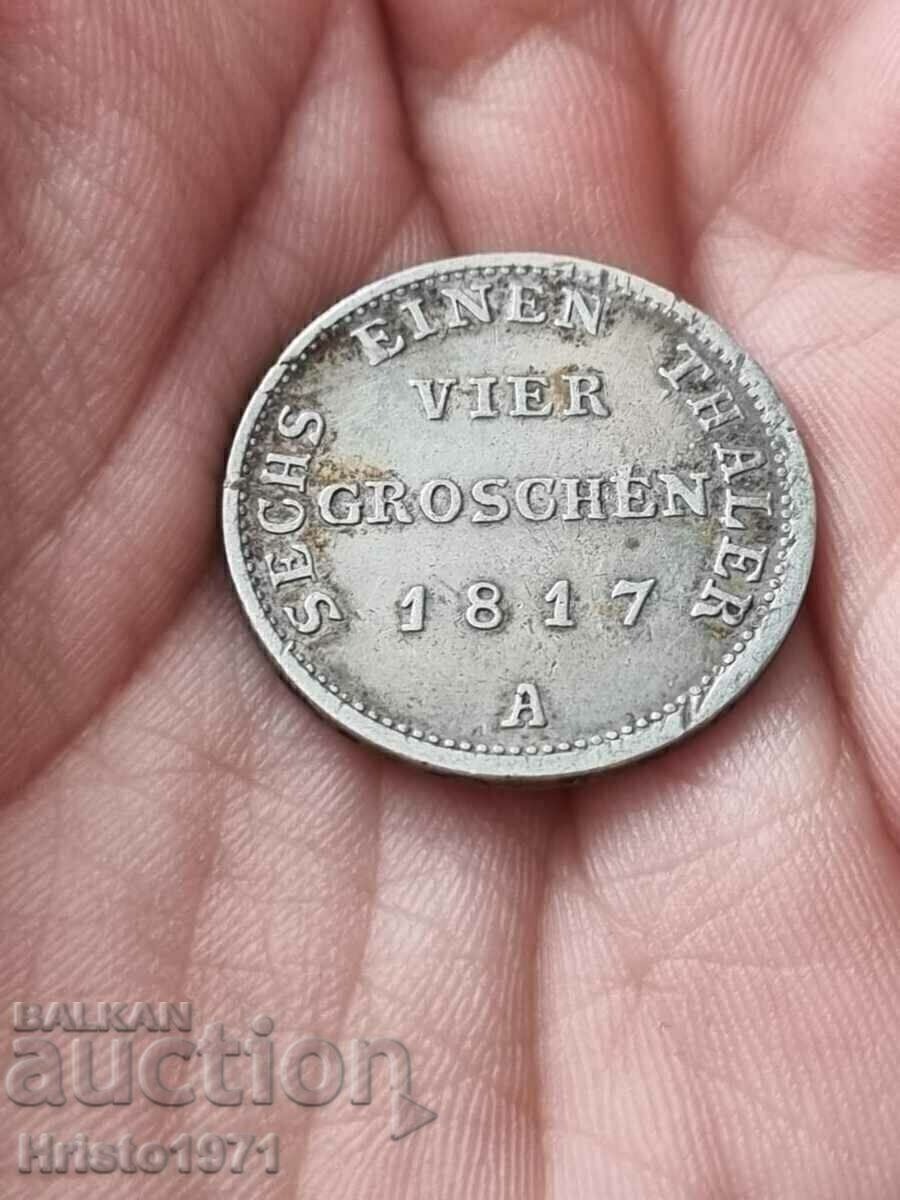 SECHS EINEN THALER
VIER
GROSCHEN
1817
A
BALKAN
auction
Hristo1971